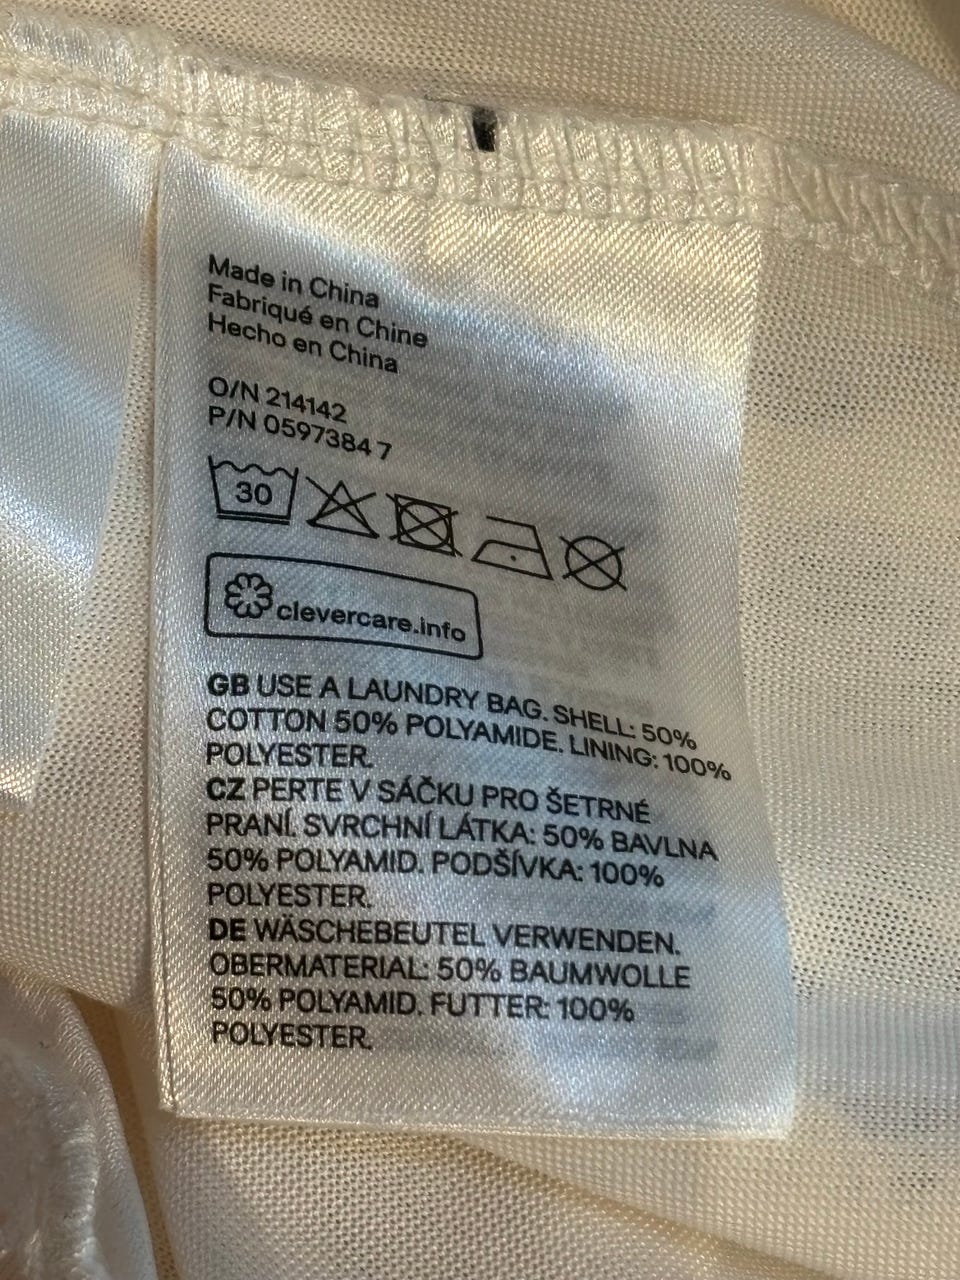 Made in China
Fabriqué en Chine
Hecho en China
O/N 214142
P/N 0597384 7
30
clevercare.info
GB USE A LAUNDRY BAG. SHELL: 50%
COTTON 50% POLYAMIDE. LINING: 100%
POLYESTER.
CZ PERTE V SÁČKU PRO ŠETRNÉ
PRANÍ. SVRCHNÍ LÁTKA: 50% BAVLNA
50% POLYAMID. PODŠÍVKA: 100%
POLYESTER.
DE WÄSCHEBEUTEL VERWENDEN.
OBERMATERIAL: 50% BAUMWOLLE
50% POLYAMID. FUTTER: 100%
POLYESTER.